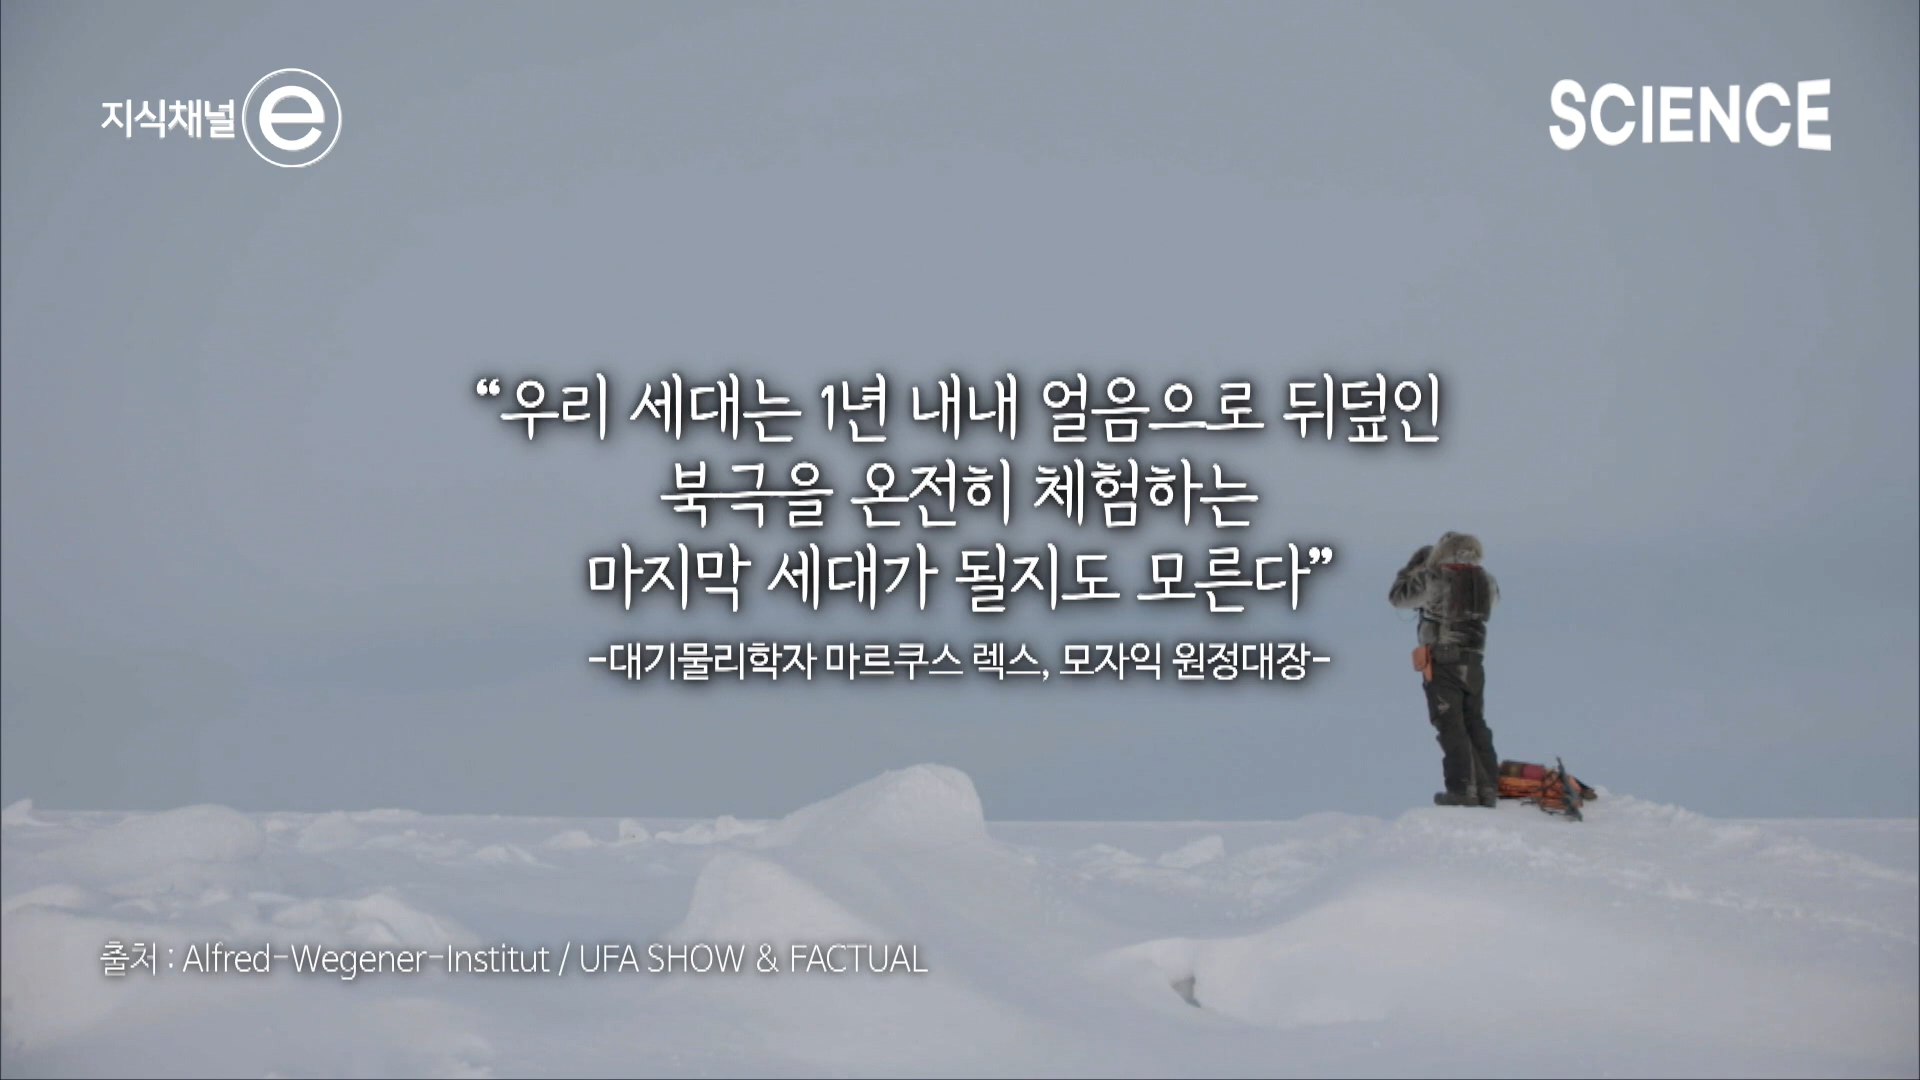 지식채널 e
SCIENCE
“우리 세대는 1년 내내 얼음으로 뒤덮인
북극을 온전히 체험하는
마지막 세대가 될지도 모른다”
-대기물리학자 마르쿠스 렉스, 모자익 원정대장-
출처 : Alfred-Wegener-Institut / UFA SHOW & FACTUAL